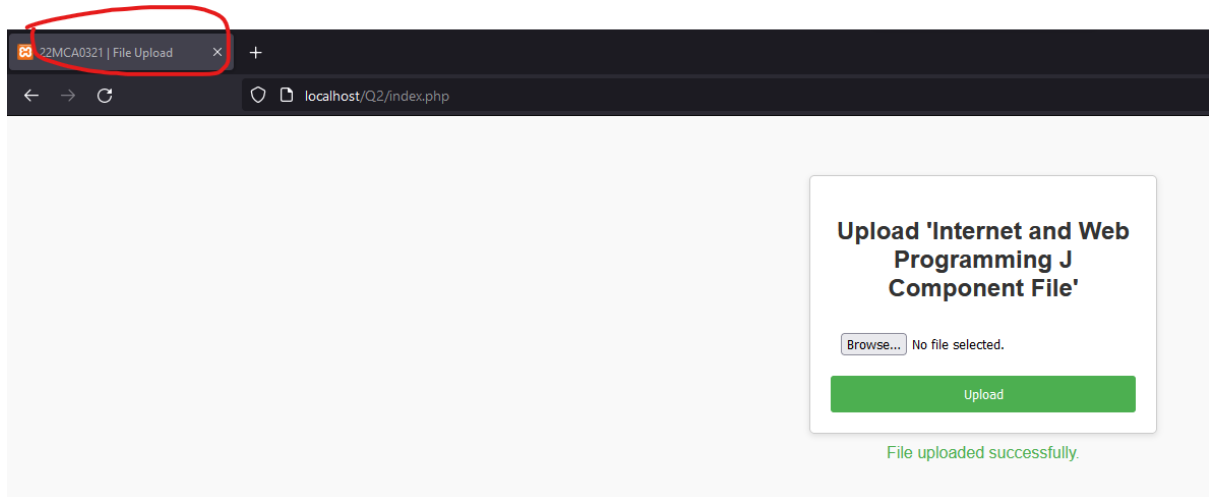 22MCA0321 | File Upload
localhost/Q2/index.php
Upload 'Internet and Web
Programming J
Component File'
Browse... No file selected.
Upload
File uploaded successfully.